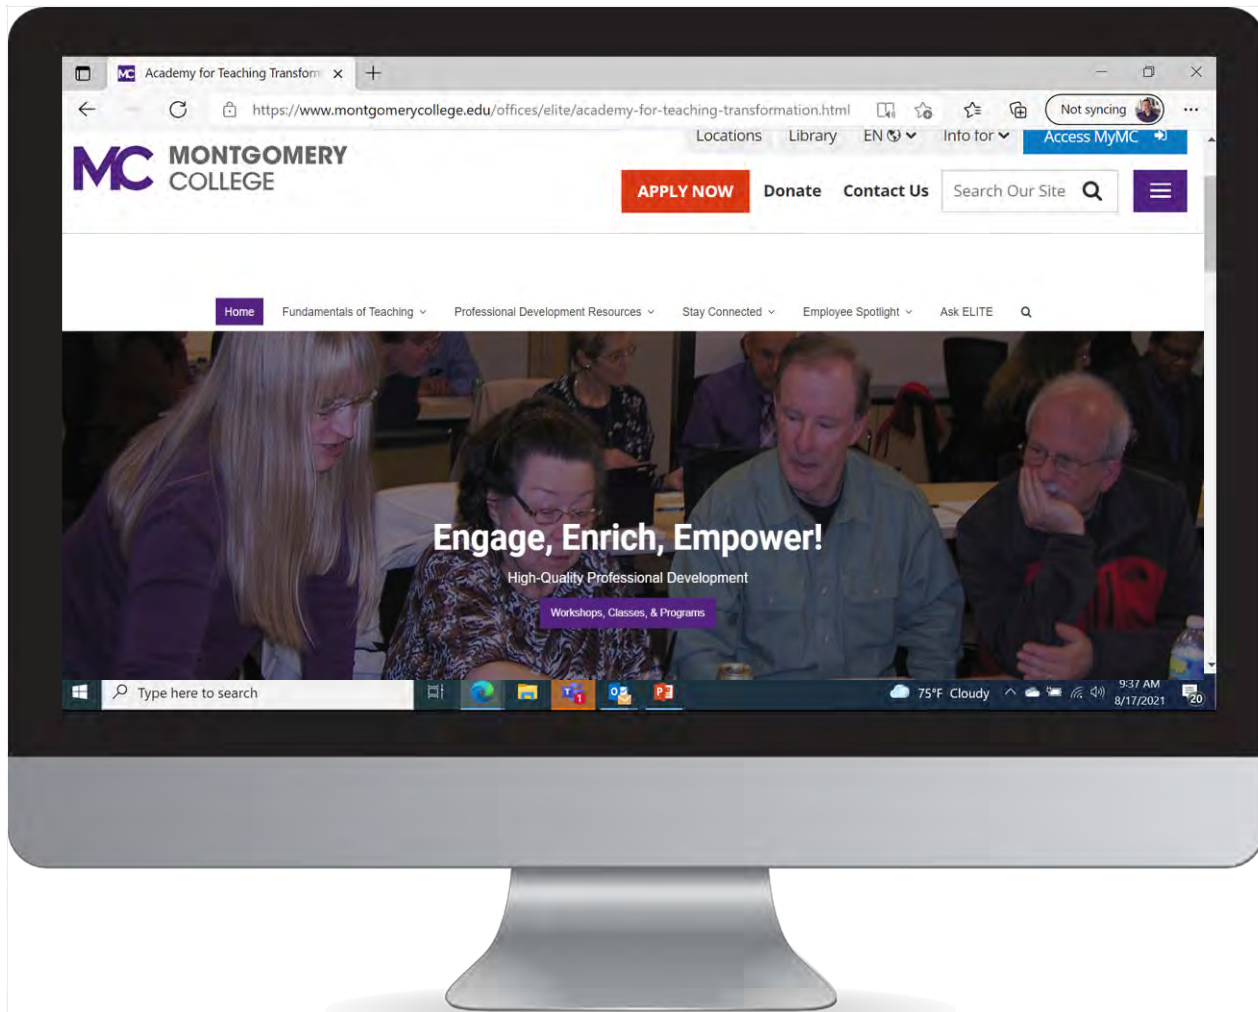 MC Academy for Teaching Transform
https://www.montgomerycollege.edu/offices/elite/academy-for-teaching-transformation.html Not syncing
Locations Library EN Info for Access MyMC
MC MONTGOMERY
COLLEGE
APPLY NOW Donate Contact Us Search Our Site
Home Fundamentals of Teaching Professional Development Resources Stay Connected Employee Spotlight Ask ELITE
Engage, Enrich, Empower!
High-Quality Professional Development
Workshops, Classes, & Programs
Type here to search 75°F Cloudy 9:37 AM
8/17/2021 20